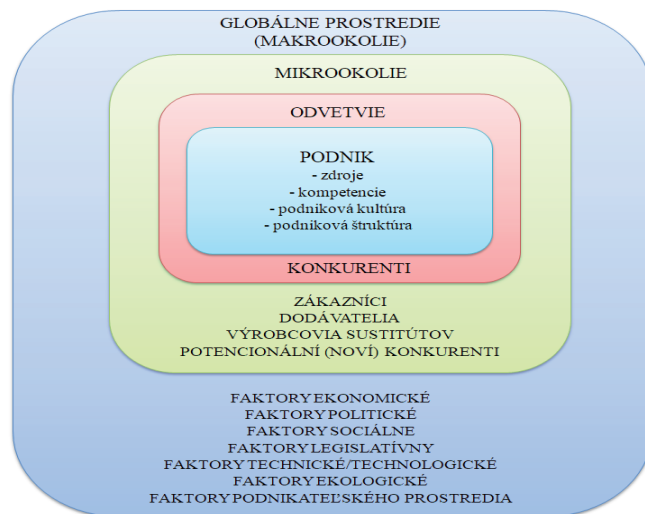 GLOBÁLNE PROSTREDIE
(MAKROOKOLIE)
MIKROOKOLIE
ODVETVIE
PODNIK
- zdroje
- kompetencie
- podniková kultúra
- podniková štruktúra
KONKURENTI
ZÁKAZNÍCI
DODÁVATELIA
VÝROBCOVIA SUSTITÚTOV
POTENCIONÁLNÍ (NOVÍ) KONKURENTI
FAKTORY EKONOMICKÉ
FAKTORY POLITICKÉ
FAKTORY SOCIÁLNE
FAKTORY LEGISLATÍVNY
FAKTORY TECHNICKÉ/TECHNOLOGICKÉ
FAKTORY EKOLOGICKÉ
FAKTORY PODNIKATEĽSKÉHO PROSTREDIA